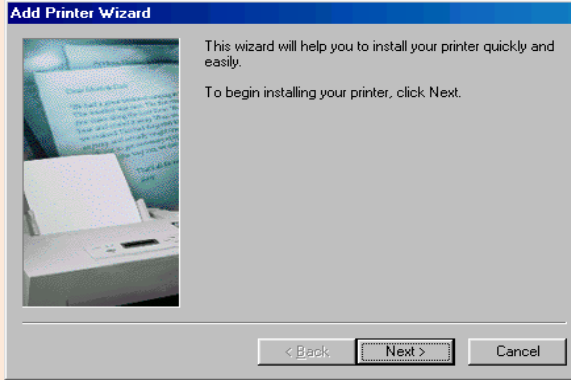 Add Printer Wizard
This wizard will help you to install your printer quickly and
easily.
To begin installing your printer, click Next.
< Back
Next >
Cancel